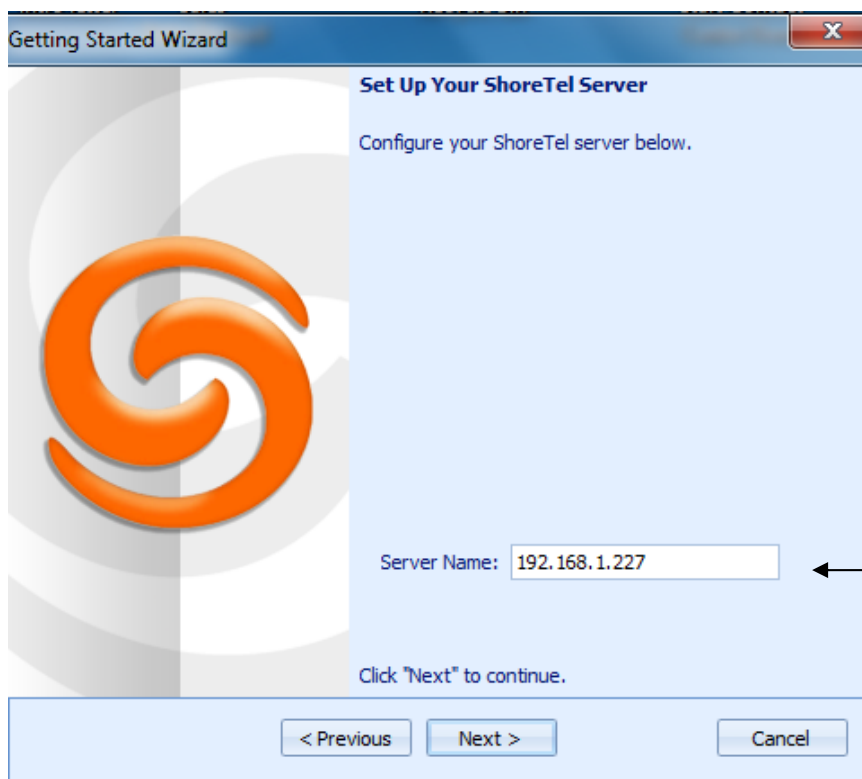 Getting Started Wizard
Set Up Your ShoreTel Server
Configure your ShoreTel server below.
Server Name: 192.168.1.227
Click "Next" to continue.
< Previous Next > Cancel